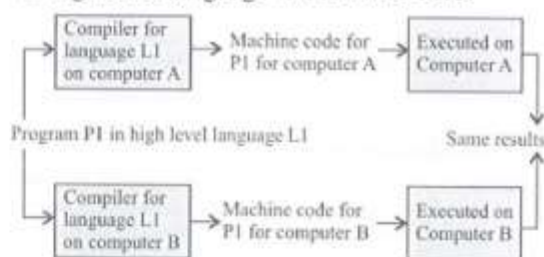 Compiler for
language L1
on computer A
Machine code for
P1 for computer A
Executed on
Computer A
Program P1 in high level language L1
Same results
Compiler for
language L1
on computer B
Machine code for
P1 for computer B
Executed on
Computer B